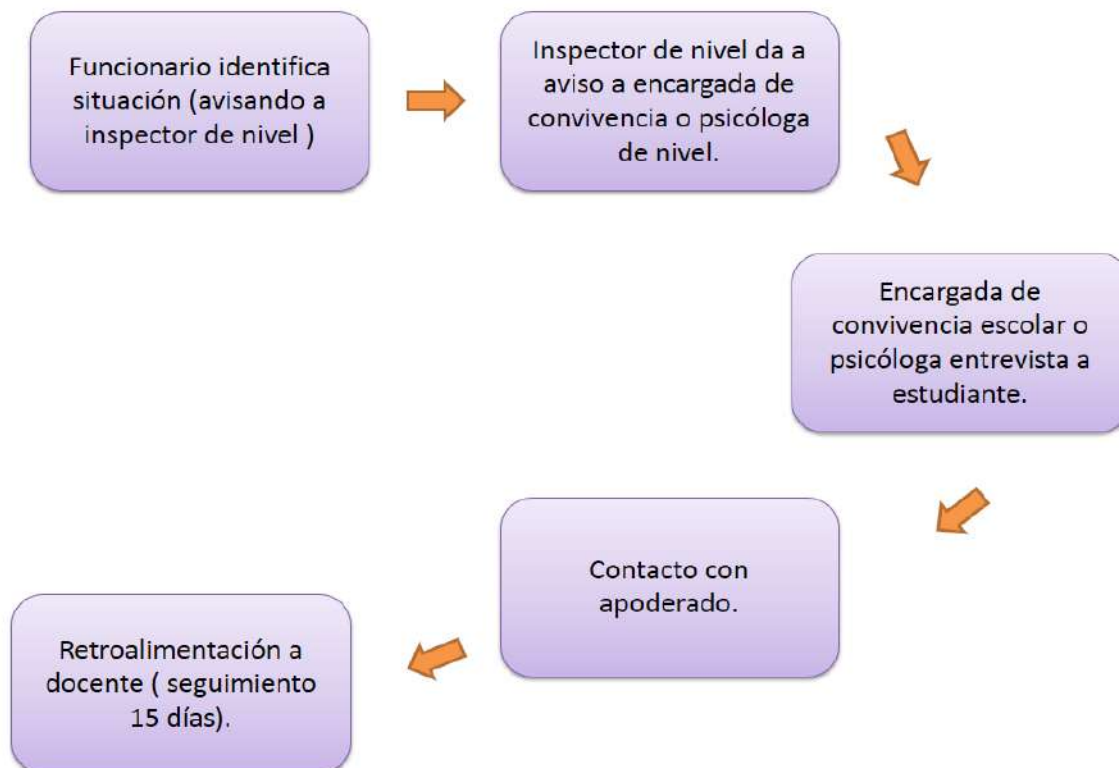 Funcionario identifica
situación (avisando a
inspector de nivel )
Inspector de nivel da a
aviso a encargada de
convivencia o psicóloga
de nivel.
Encargada de
convivencia escolar o
psicóloga entrevista a
estudiante.
Contacto con
apoderado.
Retroalimentación a
docente ( seguimiento
15 días).